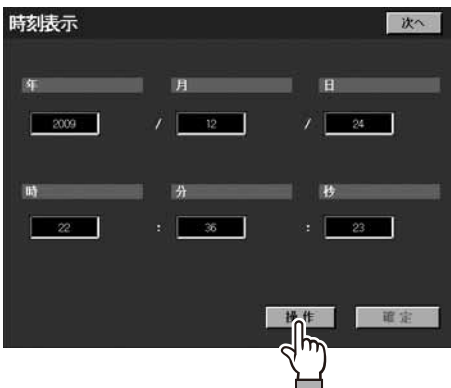 時刻表示 次へ
年 月 日
2009 / 12 / 24
時 分 秒
22 : 36 : 23
操作 確定